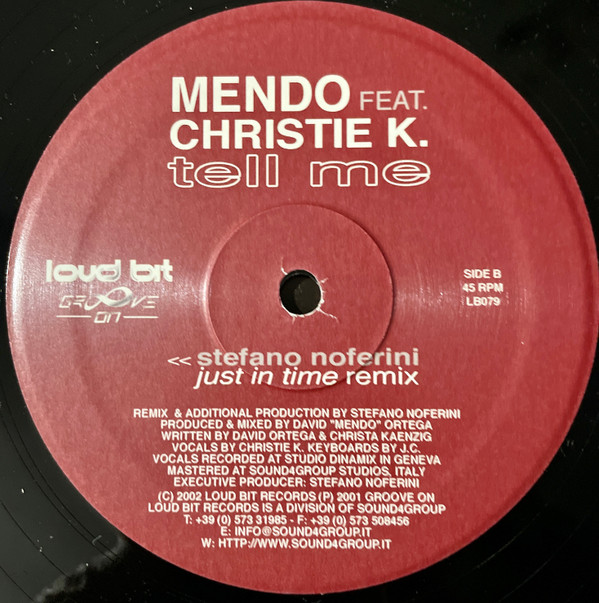 MENDO FEAT.
CHRISTIE K.
tell me
loud bit
GROOVE
ON
SIDE B
45 RPM
LB079
<< stefano noferini
just in time remix
REMIX & ADDITIONAL PRODUCTION BY STEFANO NOFERINI
PRODUCED & MIXED BY DAVID "MENDO" ORTEGA
WRITTEN BY DAVID ORTEGA & CHRISTA KAENZIG
VOCALS BY CHRISTIE K. KEYBOARDS BY J.C.
VOCALS RECORDED AT STUDIO DINAMIX IN GENEVA
MASTERED AT SOUND4GROUP STUDIOS, ITALY
EXECUTIVE PRODUCER: STEFANO NOFERINI
(C) 2002 LOUD BIT RECORDS (P) 2001 GROOVE ON
LOUD BIT RECORDS IS A DIVISION OF SOUND4GROUP
T: +39 (0) 573 31985 - F: +39 (0) 573 508456
E: INFO@SOUND4GROUP.IT
W: HTTP://WWW.SOUND4GROUP.IT